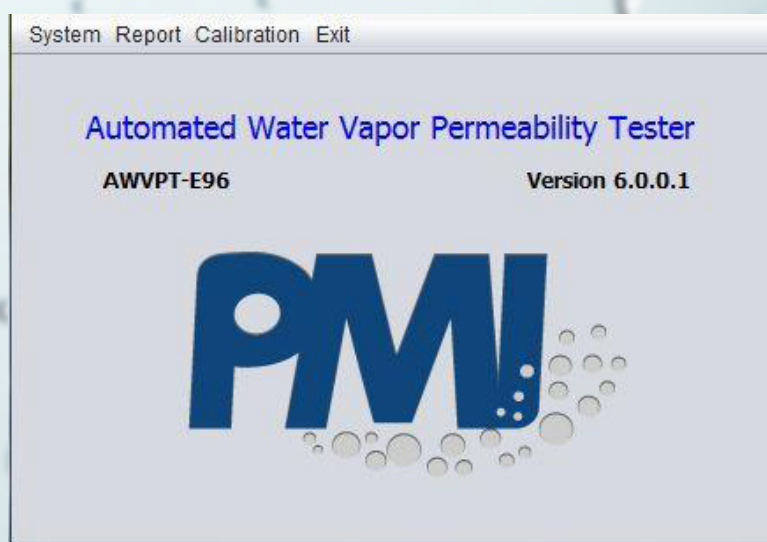 System Report Calibration Exit
Automated Water Vapor Permeability Tester
AWVPT-E96 Version 6.0.0.1
PMI